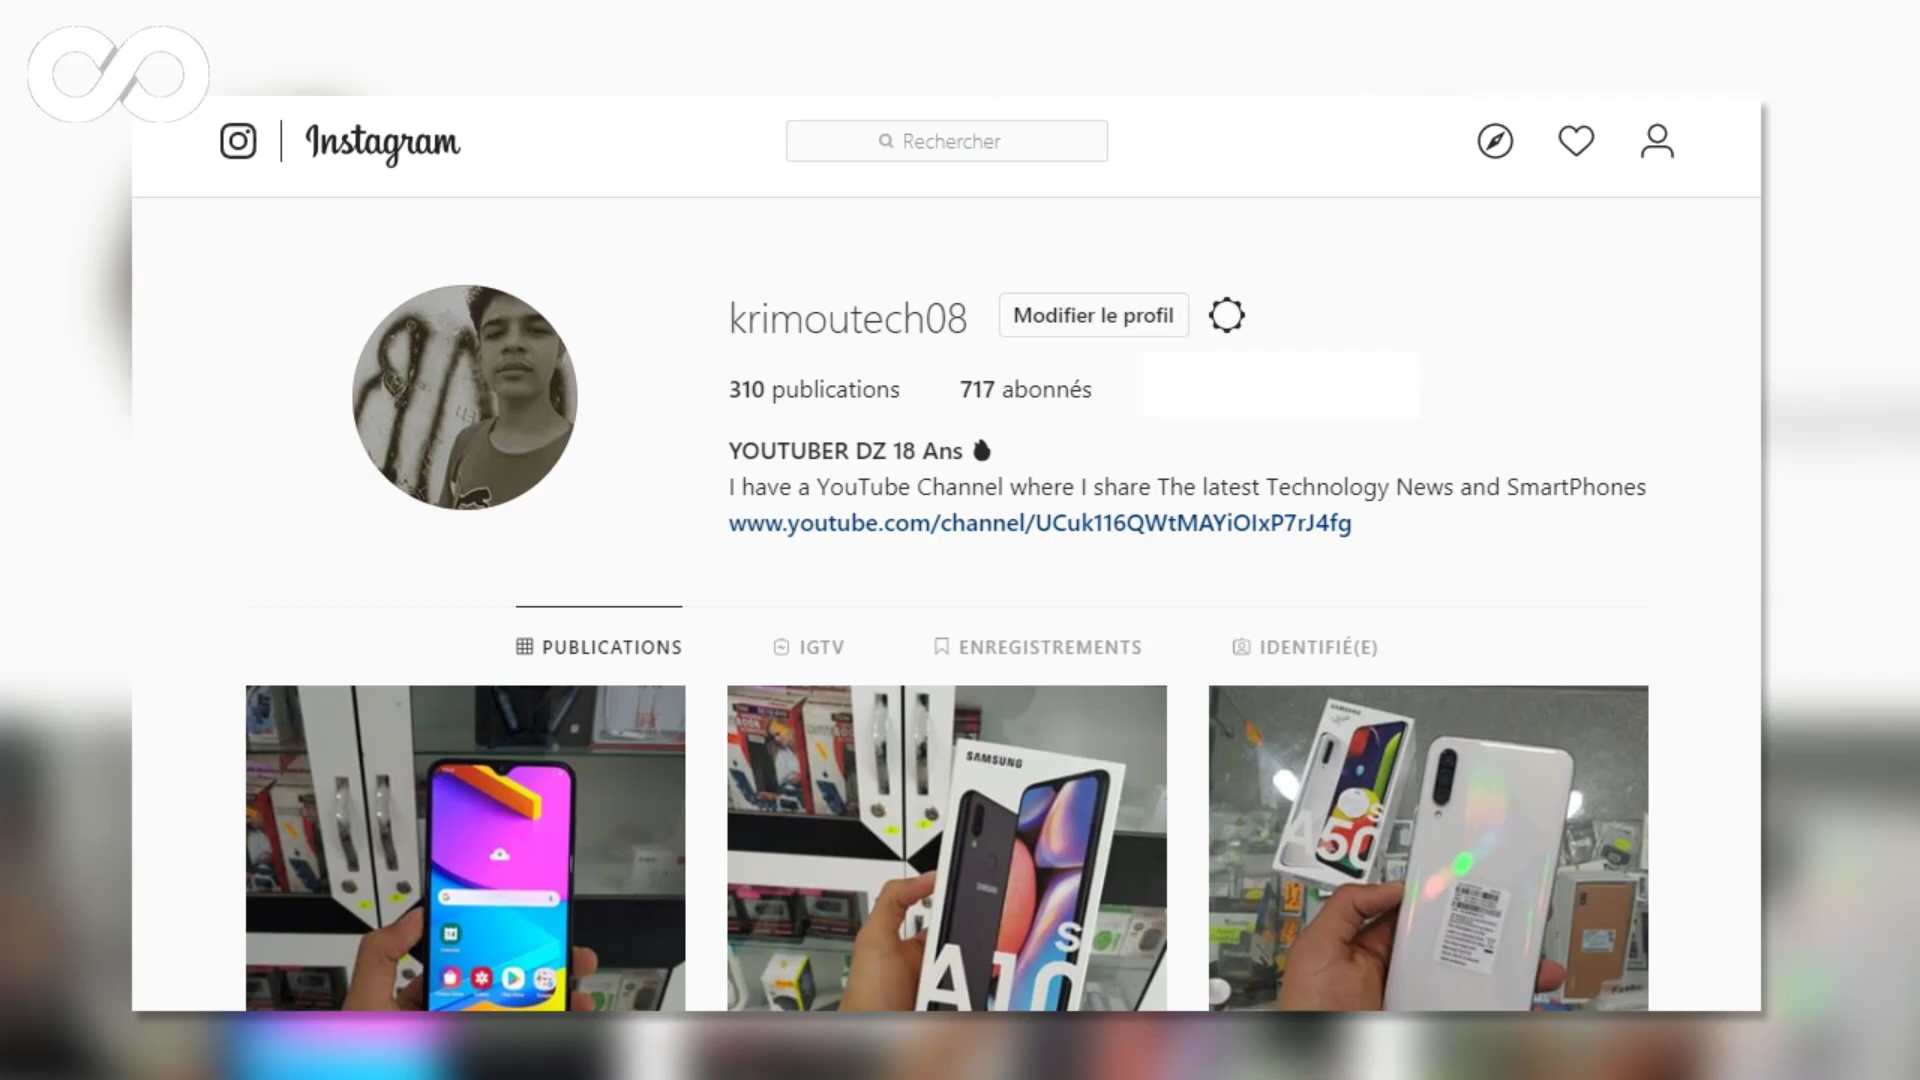 Instagram
Rechercher
krimoutech08
Modifier le profil
310 publications 717 abonnés
YOUTUBER DZ 18 Ans
I have a YouTube Channel where I share The latest Technology News and SmartPhones
www.youtube.com/channel/UCuk116QWtMAYiOIxP7rJ4fg
PUBLICATIONS IGTV ENREGISTREMENTS IDENTIFIÉ(E)
SAMSUNG
A10s
SAMSUNG
A50s